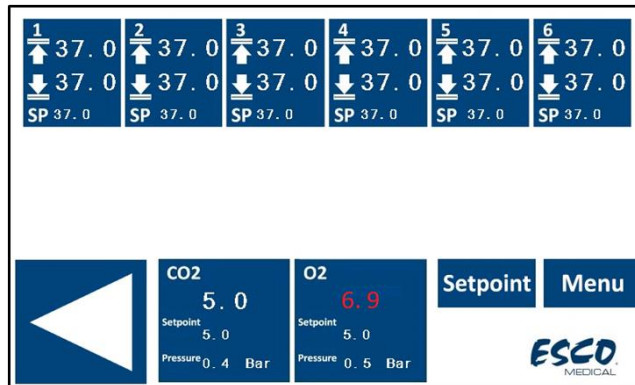 1 2 3 4 5 6
37.0 37.0 37.0 37.0 37.0 37.0
37.0 37.0 37.0 37.0 37.0 37.0
SP 37.0 SP 37.0 SP 37.0 SP 37.0 SP 37.0 SP 37.0
CO2
5.0
Setpoint
5.0
Pressure 0.4 Bar
O2
6.9
Setpoint
5.0
Pressure 0.5 Bar
Setpoint
Menu
ESCO
MEDICAL